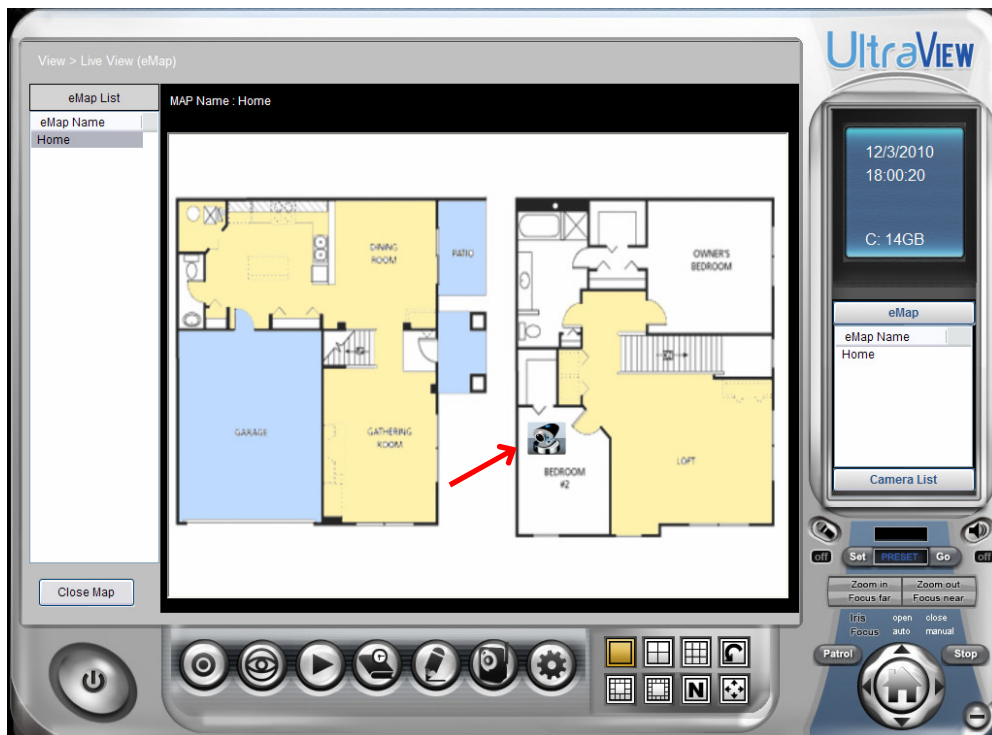 UltraVIEW
View > Live View (eMap)
eMap List
eMap Name
Home
MAP Name : Home
DINING
ROOM
PATIO
GARAGE
GATHERING
ROOM
OWNER'S
BEDROOM
BEDROOM
#2
LOFT
Close Map
12/3/2010
18:00:20
C: 14GB
eMap
eMap Name
Home
Camera List
off
Set PRESET Go
off
Zoom in Zoom out
Focus far Focus near
Iris open close
Focus auto manual
Patrol Stop
N